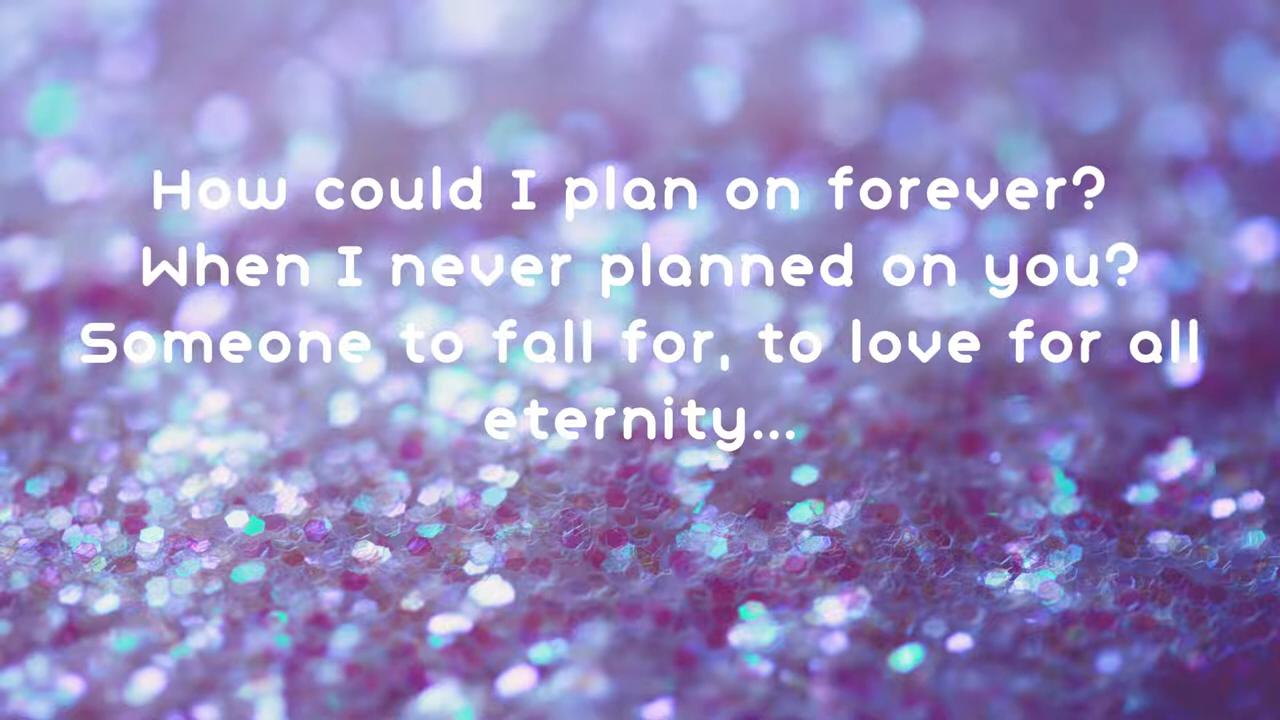 How could I plan on forever?
When I never planned on you?
Someone to fall for, to love for all
eternity...